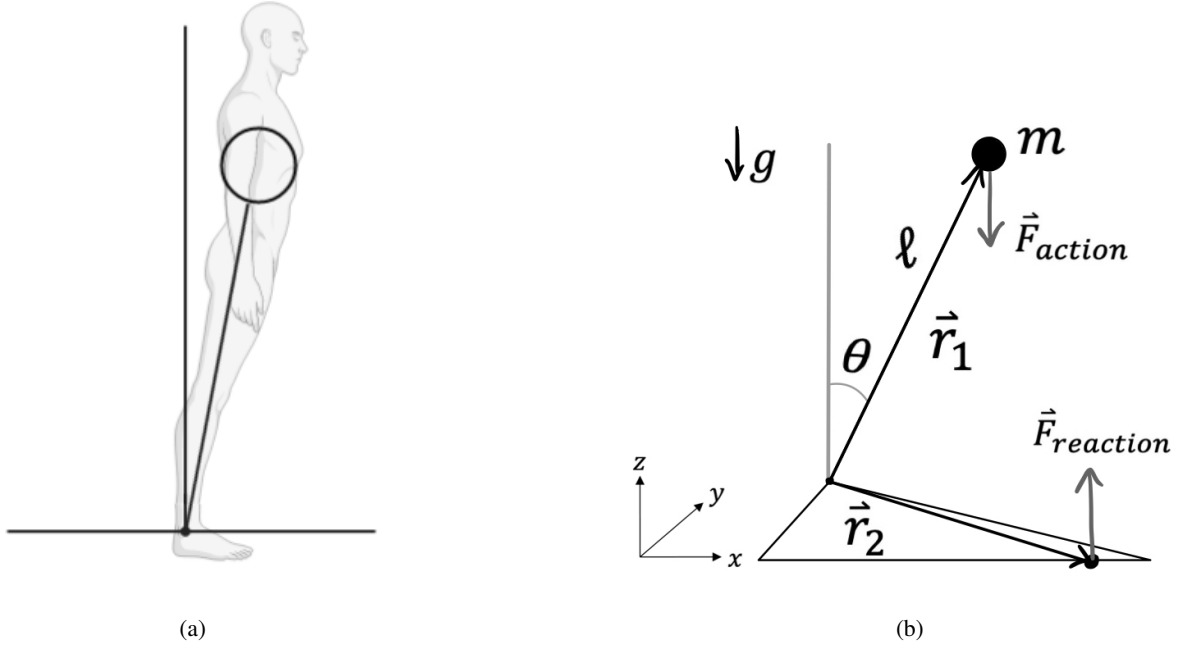 g
m
F⃗action
ℓ
r⃗1
θ
F⃗reaction
z
y
x
r⃗2
(a)
(b)